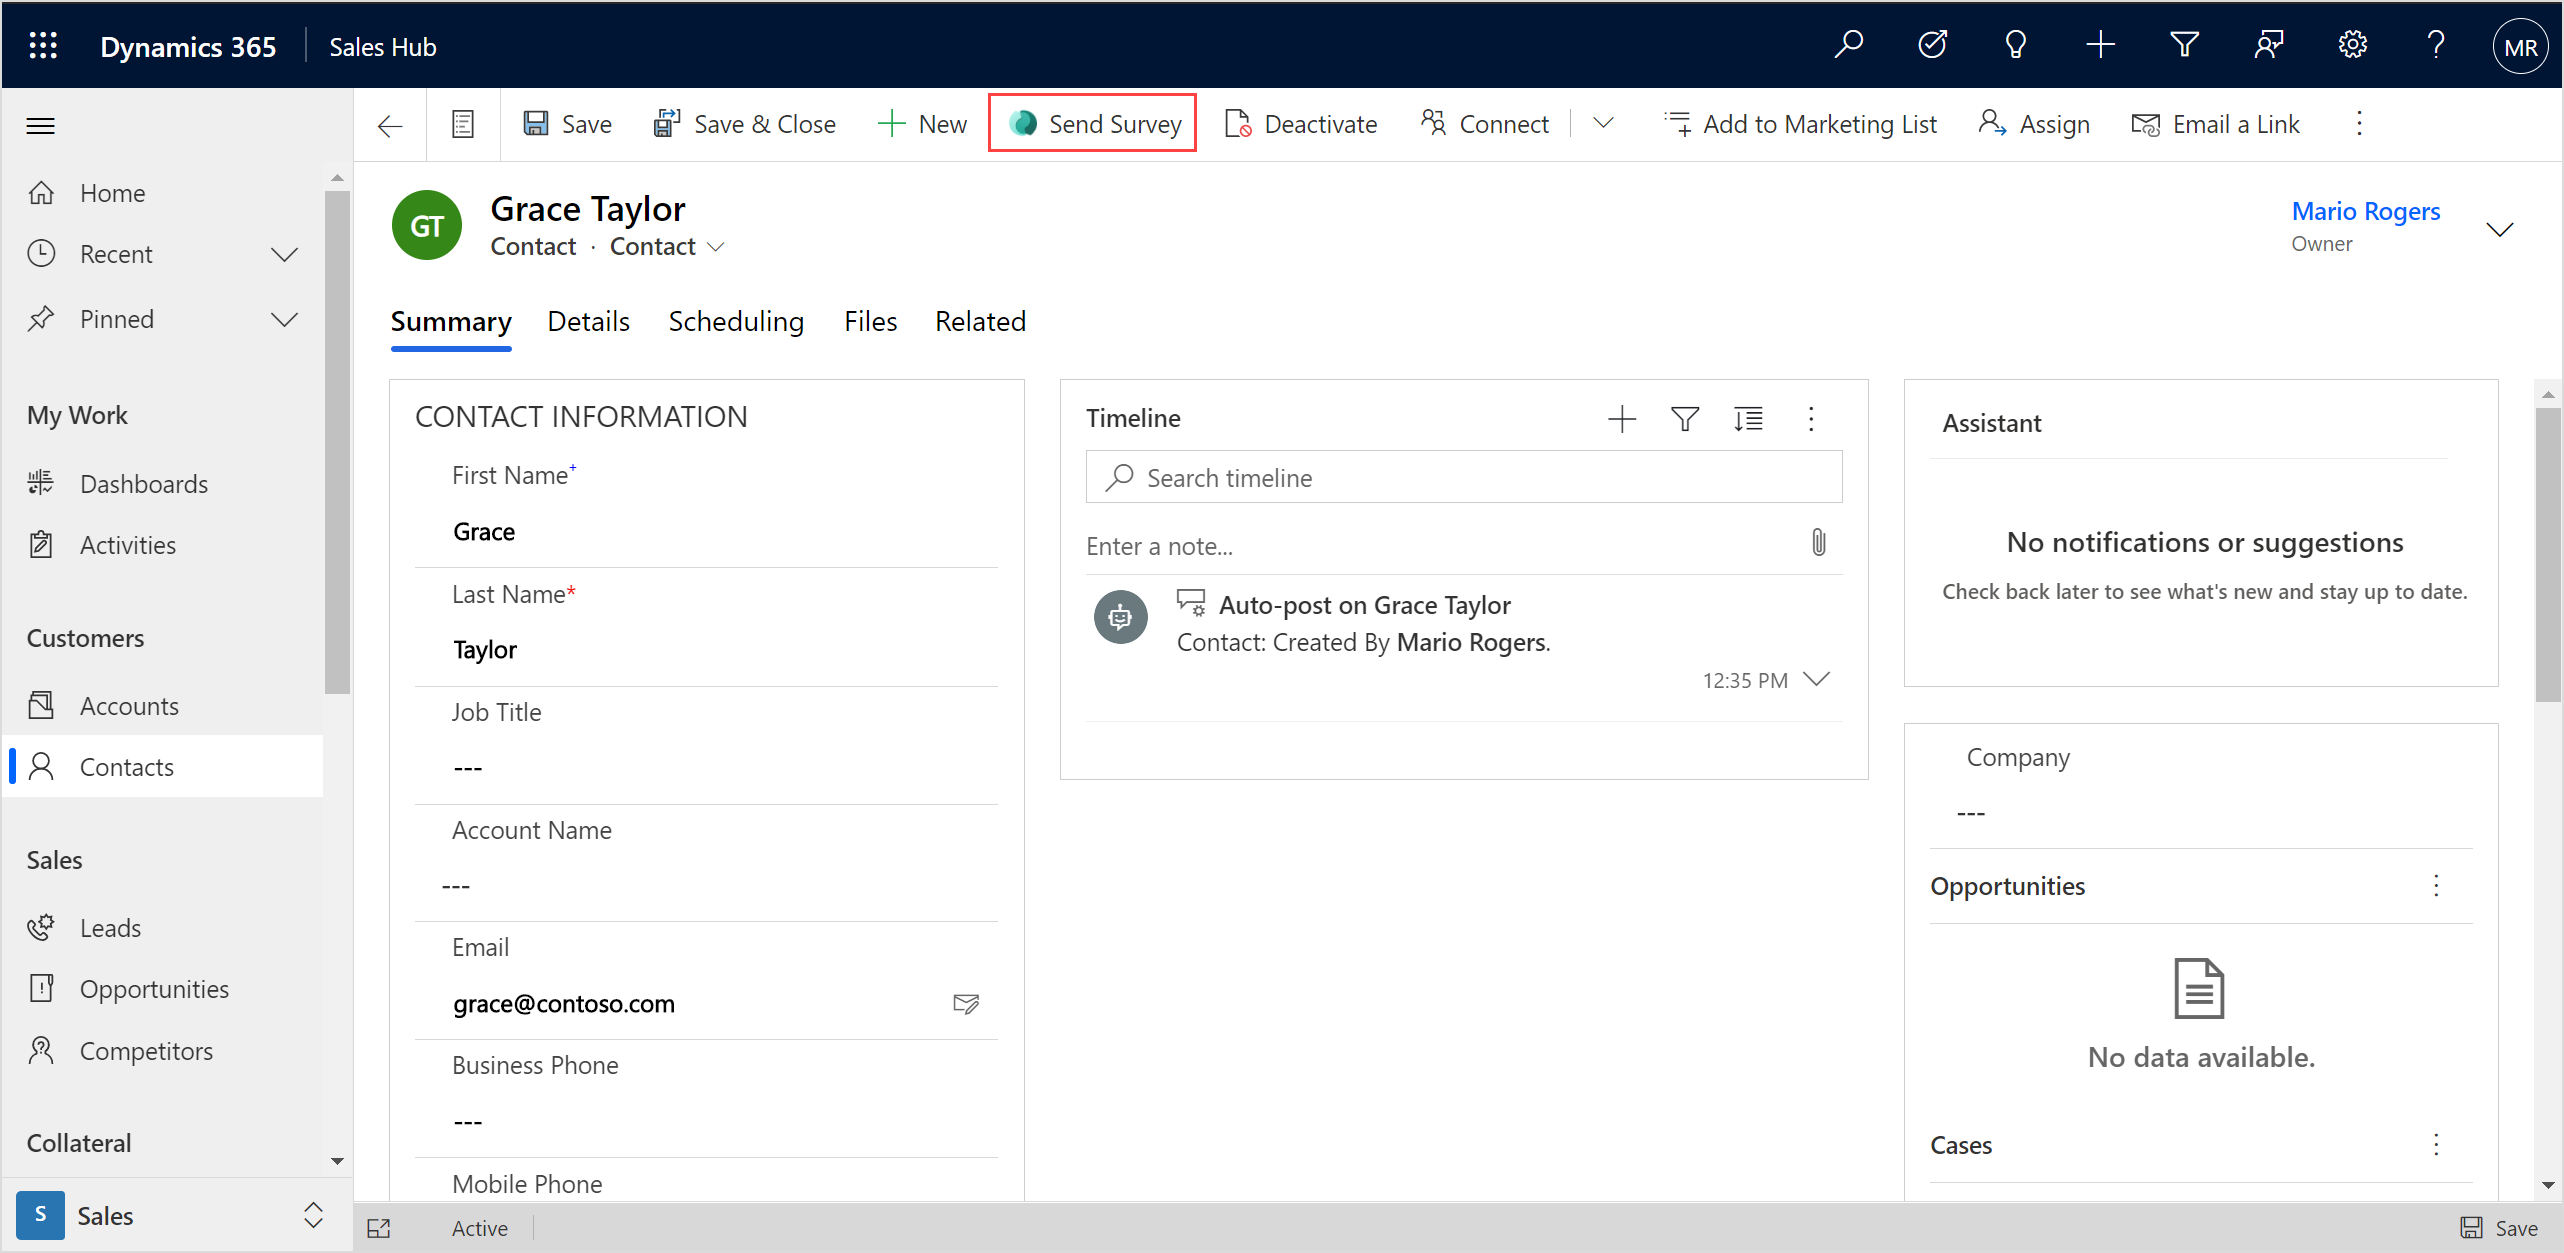 Dynamics 365 Sales Hub MR
Save Save & Close New Send Survey Deactivate Connect Add to Marketing List Assign Email a Link
Home
Recent
Pinned
My Work
Dashboards
Activities
Customers
Accounts
Contacts
Sales
Leads
Opportunities
Competitors
Collateral
S Sales
GT
Grace Taylor
Contact · Contact
Mario Rogers
Owner
Summary Details Scheduling Files Related
CONTACT INFORMATION
First Name+
Grace
Last Name*
Taylor
Job Title
---
Account Name
---
Email
grace@contoso.com
Business Phone
---
Mobile Phone
Timeline
Search timeline
Enter a note...
Auto-post on Grace Taylor
Contact: Created By Mario Rogers.
12:35 PM
Assistant
No notifications or suggestions
Check back later to see what's new and stay up to date.
Company
---
Opportunities
No data available.
Cases
Active
Save